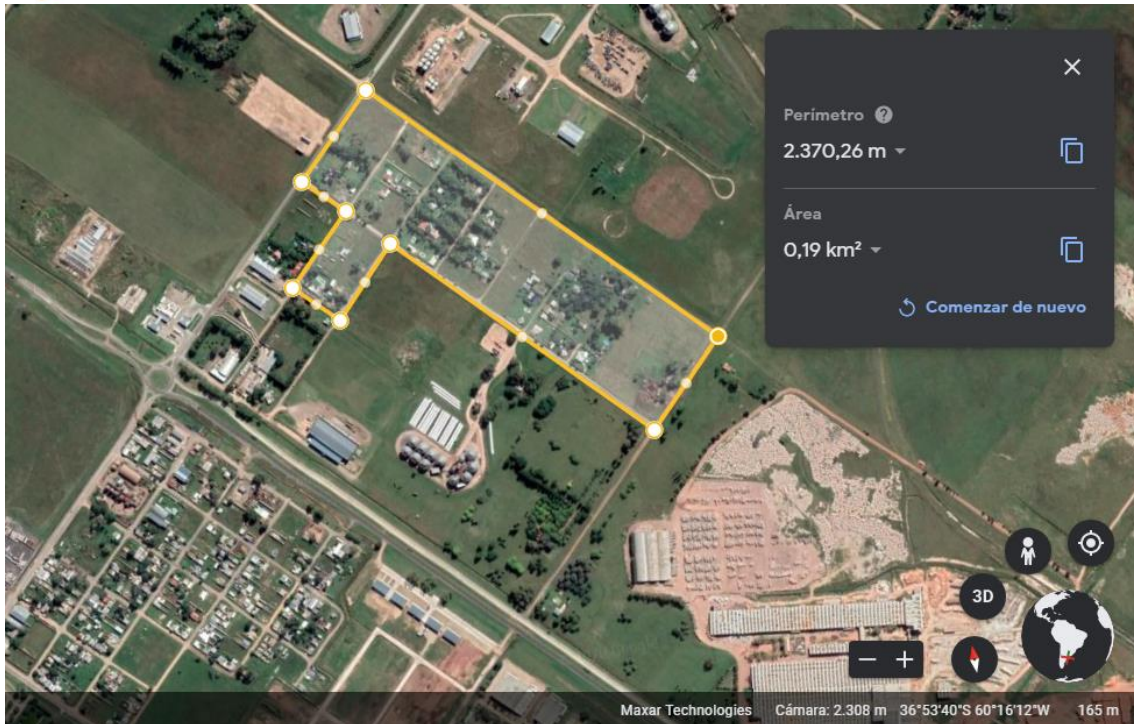 Perímetro
2.370,26 m
Área
0,19 km²
Comenzar de nuevo
3D
Maxar Technologies Cámara: 2.308 m 36°53'40"S 60°16'12"W 165 m